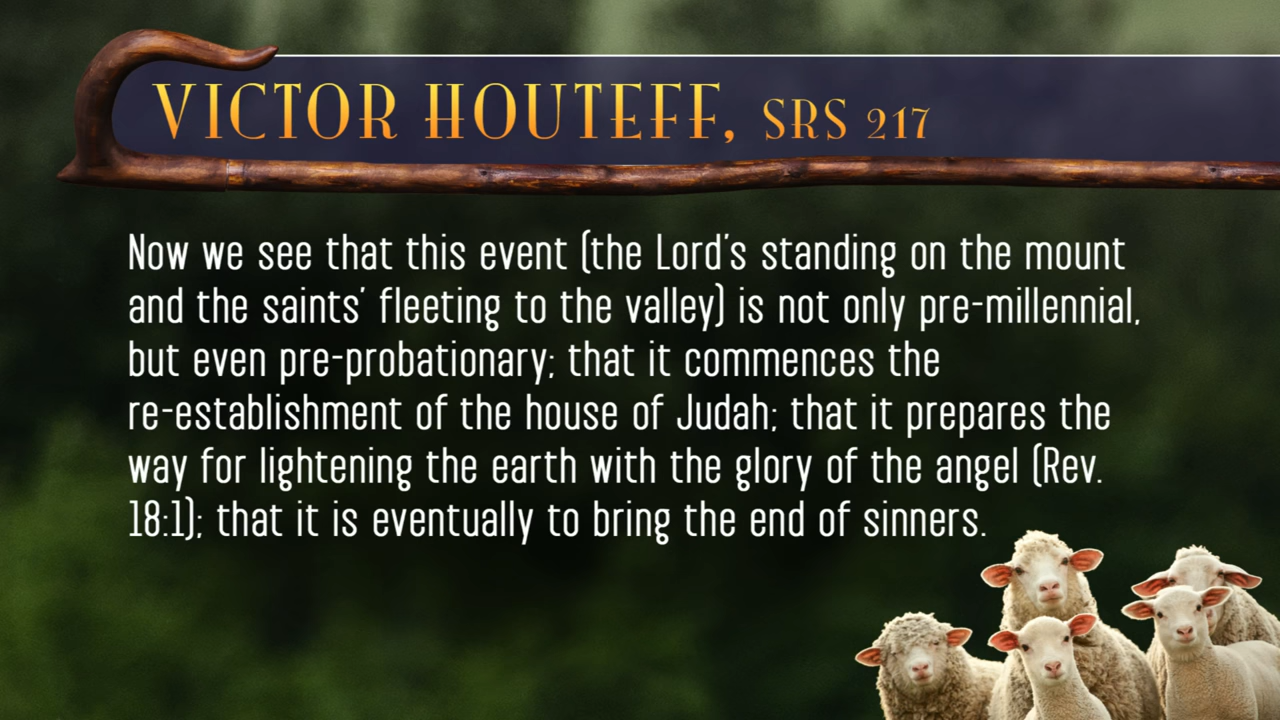 VICTOR HOUTEFF, SRS 217
Now we see that this event (the Lord's standing on the mount
and the saints' fleeting to the valley) is not only pre-millennial,
but even pre-probationary; that it commences the
re-establishment of the house of Judah; that it prepares the
way for lightening the earth with the glory of the angel (Rev.
18:1); that it is eventually to bring the end of sinners.